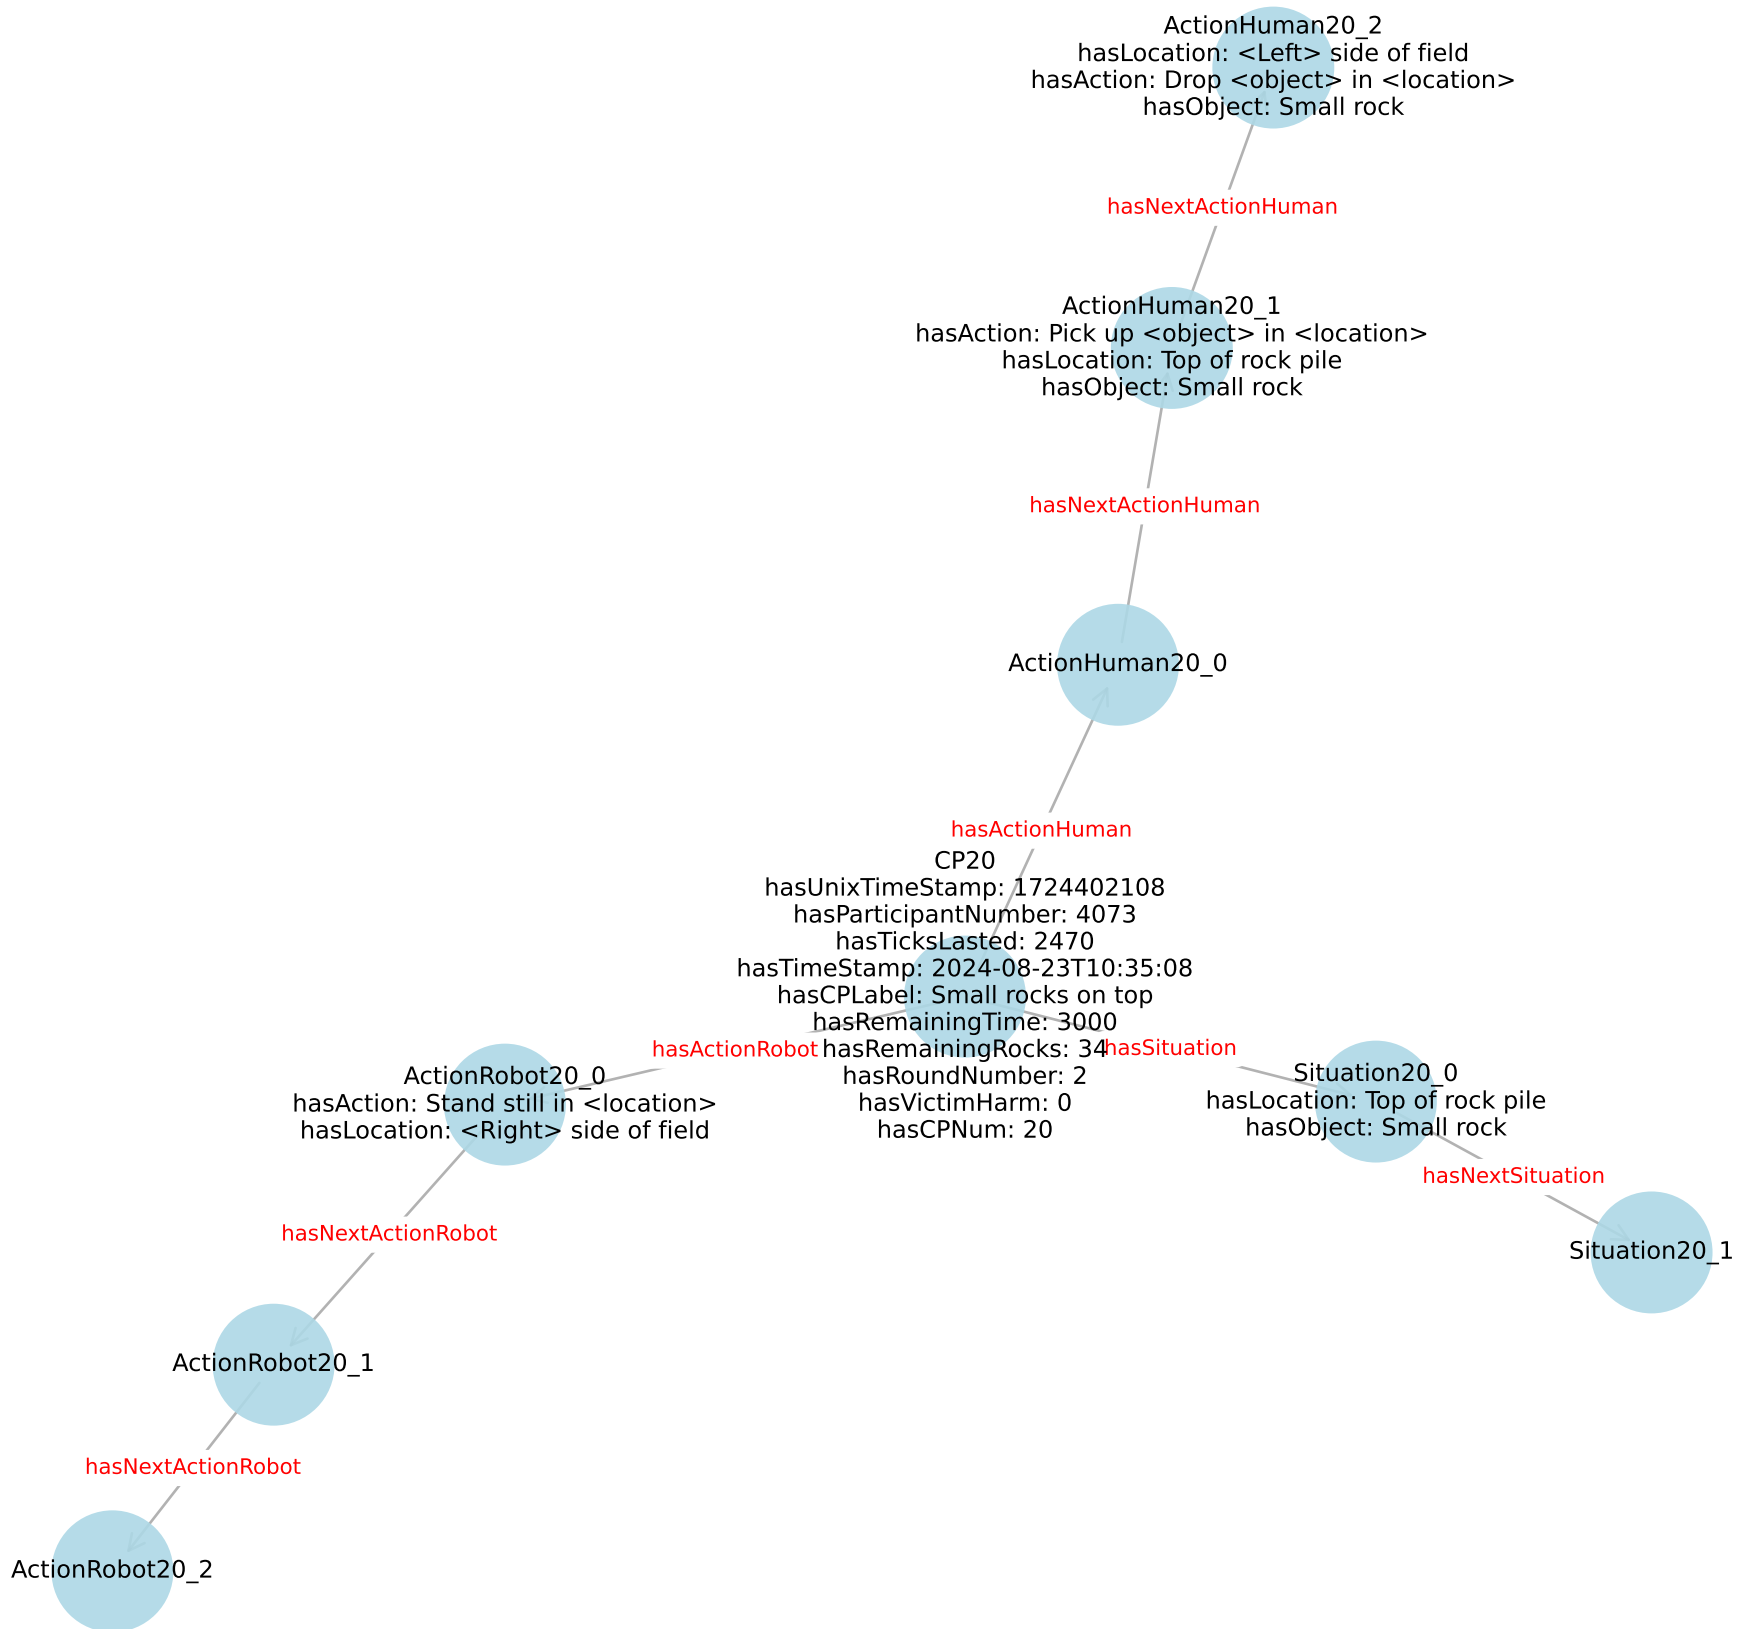 ActionHuman20_2
hasLocation: <Left> side of field
hasAction: Drop <object> in <location>
hasObject: Small rock
hasNextActionHuman
ActionHuman20_1
hasAction: Pick up <object> in <location>
hasLocation: Top of rock pile
hasObject: Small rock
hasNextActionHuman
ActionHuman20_0
hasActionHuman
CP20
hasUnixTimeStamp: 1724402108
hasParticipantNumber: 4073
hasTicksLasted: 2470
hasTimeStamp: 2024-08-23T10:35:08
hasCPLabel: Small rocks on top
hasRemainingTime: 3000
hasRemainingRocks: 34
hasRoundNumber: 2
hasVictimHarm: 0
hasCPNum: 20
hasActionRobot
hasSituation
ActionRobot20_0
hasAction: Stand still in <location>
hasLocation: <Right> side of field
Situation20_0
hasLocation: Top of rock pile
hasObject: Small rock
hasNextSituation
Situation20_1
hasNextActionRobot
ActionRobot20_1
hasNextActionRobot
ActionRobot20_2